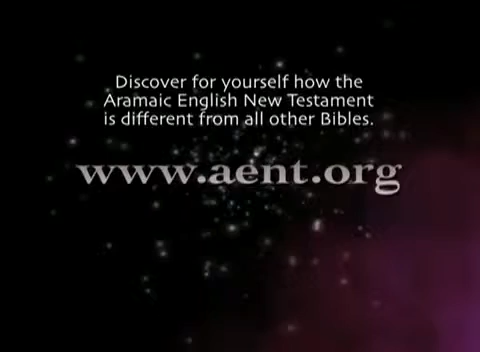 Discover for yourself how the
Aramaic English New Testament
is different from all other Bibles.
www.aent.org